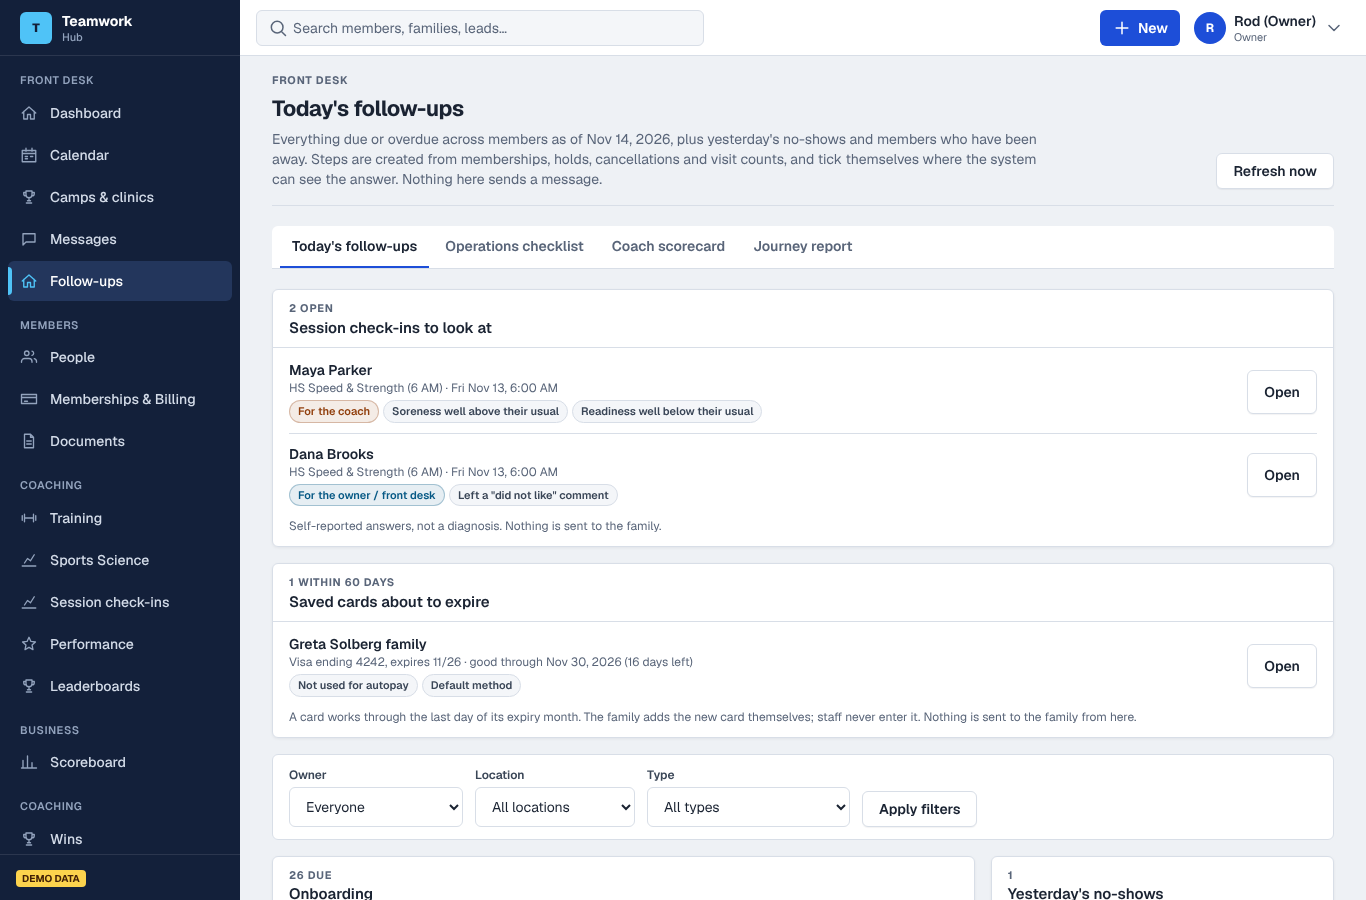 T
Teamwork
Hub
Search members, families, leads...
New
R
Rod (Owner)
Owner
FRONT DESK
Dashboard
Calendar
Camps & clinics
Messages
Follow-ups
MEMBERS
People
Memberships & Billing
Documents
COACHING
Training
Sports Science
Session check-ins
Performance
Leaderboards
BUSINESS
Scoreboard
COACHING
Wins
DEMO DATA
FRONT DESK
Today's follow-ups
Everything due or overdue across members as of Nov 14, 2026, plus yesterday's no-shows and members who have been
away. Steps are created from memberships, holds, cancellations and visit counts, and tick themselves where the system
can see the answer. Nothing here sends a message.
Refresh now
Today's follow-ups
Operations checklist
Coach scorecard
Journey report
2 OPEN
Session check-ins to look at
Maya Parker
HS Speed & Strength (6 AM) · Fri Nov 13, 6:00 AM
For the coach
Soreness well above their usual
Readiness well below their usual
Open
Dana Brooks
HS Speed & Strength (6 AM) · Fri Nov 13, 6:00 AM
For the owner / front desk
Left a "did not like" comment
Open
Self-reported answers, not a diagnosis. Nothing is sent to the family.
1 WITHIN 60 DAYS
Saved cards about to expire
Greta Solberg family
Visa ending 4242, expires 11/26 · good through Nov 30, 2026 (16 days left)
Not used for autopay
Default method
Open
A card works through the last day of its expiry month. The family adds the new card themselves; staff never enter it. Nothing is sent to the family from here.
Owner
Everyone
Location
All locations
Type
All types
Apply filters
26 DUE
Onboarding
1
Yesterday's no-shows